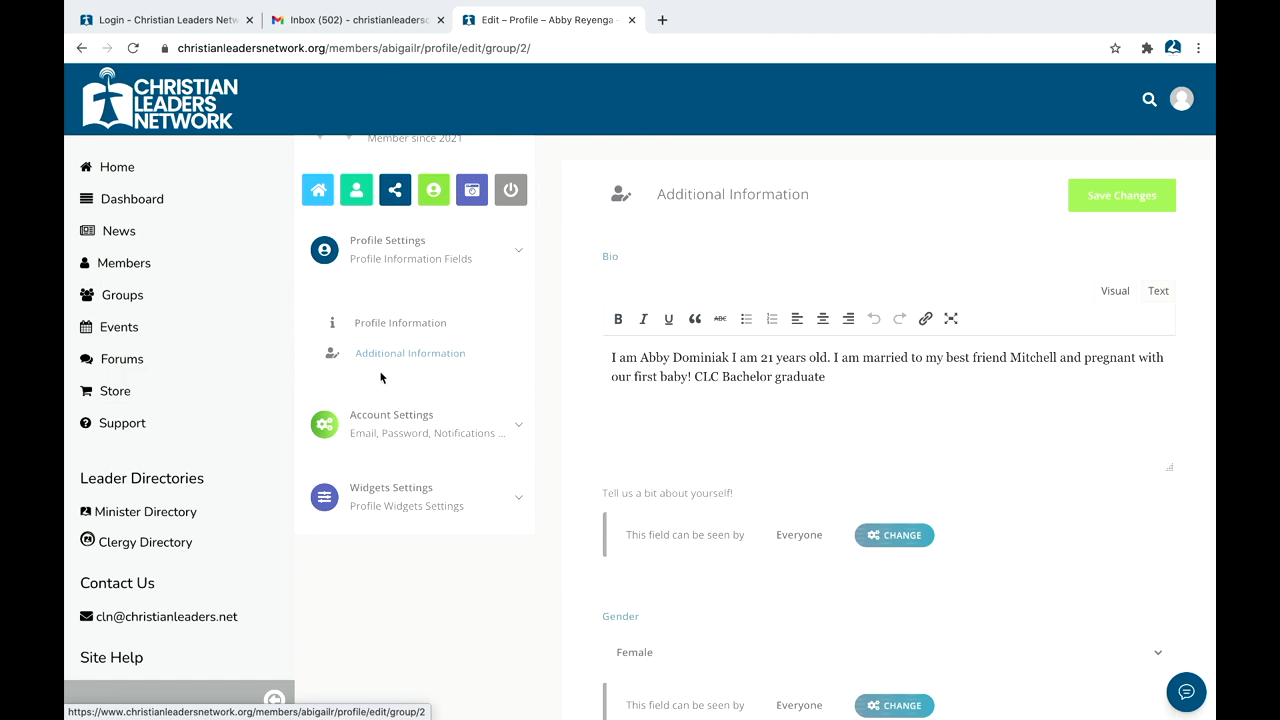 Login - Christian Leaders Netw
Inbox (502) - christianleadersc
Edit – Profile – Abby Reyenga
christianleadersnetwork.org/members/abigailr/profile/edit/group/2/
CHRISTIAN
LEADERS
NETWORK
Home
Dashboard
News
Members
Groups
Events
Forums
Store
Support
Leader Directories
Minister Directory
Clergy Directory
Contact Us
cln@christianleaders.net
Site Help
https://www.christianleadersnetwork.org/members/abigailr/profile/edit/group/2
Member since 2021
Profile Settings
Profile Information Fields
Profile Information
Additional Information
Account Settings
Email, Password, Notifications ...
Widgets Settings
Profile Widgets Settings
Additional Information
Save Changes
Bio
Visual Text
B I U ABC
I am Abby Dominiak I am 21 years old. I am married to my best friend Mitchell and pregnant with
our first baby! CLC Bachelor graduate
Tell us a bit about yourself!
This field can be seen by Everyone CHANGE
Gender
Female
This field can be seen by Everyone CHANGE